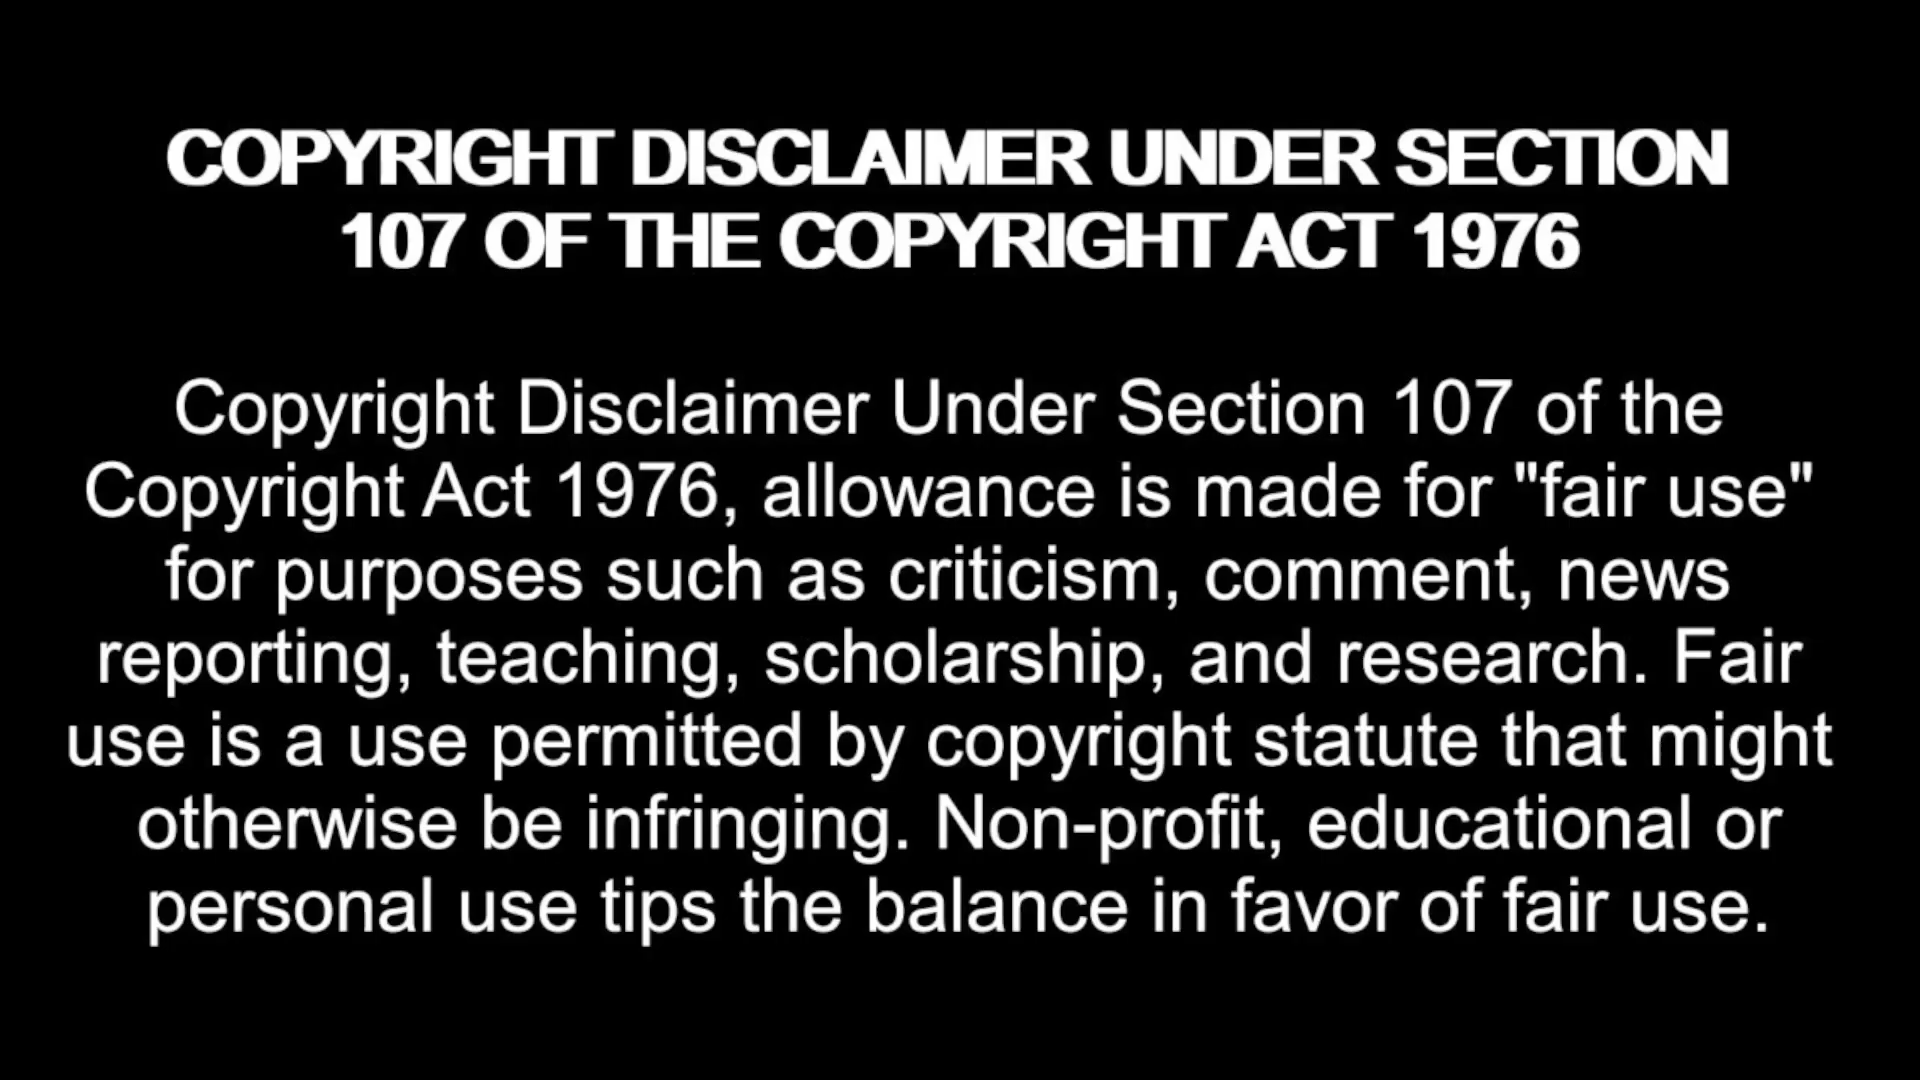 COPYRIGHT DISCLAIMER UNDER SECTION
107 OF THE COPYRIGHT ACT 1976
Copyright Disclaimer Under Section 107 of the
Copyright Act 1976, allowance is made for "fair use"
for purposes such as criticism, comment, news
reporting, teaching, scholarship, and research. Fair
use is a use permitted by copyright statute that might
otherwise be infringing. Non-profit, educational or
personal use tips the balance in favor of fair use.